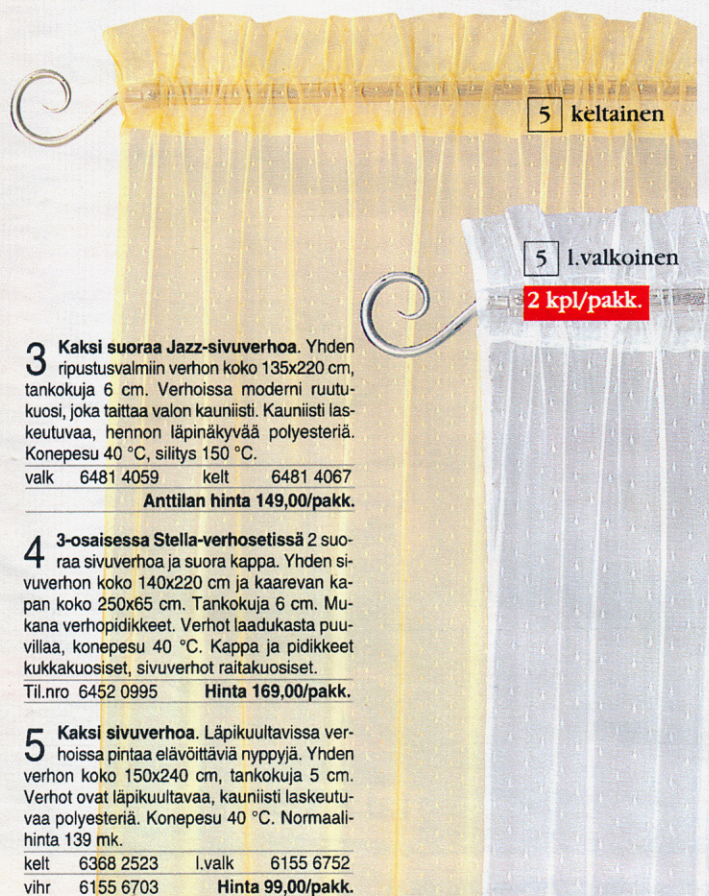 5 keltainen
5 l.valkoinen
2 kpl/pakk.
3 Kaksi suoraa Jazz-sivuverhoa. Yhden
ripustusvalmiin verhon koko 135x220 cm,
tankokuja 6 cm. Verhoissa moderni ruutu-
kuosi, joka taittaa valon kauniisti. Kauniisti las-
keutuvaa, hennon läpinäkyvää polyesteriä.
Konepesu 40 °C, silitys 150 °C.
valk 6481 4059 kelt 6481 4067
Anttilan hinta 149,00/pakk.
4 3-osaisessa Stella-verhosetissä 2 suo-
raa sivuverhoa ja suora kappa. Yhden si-
vuverhon koko 140x220 cm ja kaarevan ka-
pan koko 250x65 cm. Tankokuja 6 cm. Mu-
kana verhopidikkeet. Verhot laadukasta puu-
villaa, konepesu 40 °C. Kappa ja pidikkeet
kukkakuosiset, sivuverhot raitakuosiset.
Til.nro 6452 0995 Hinta 169,00/pakk.
5 Kaksi sivuverhoa. Läpikuultavissa ver-
hoissa pintaa elävöittäviä nyppyjä. Yhden
verhon koko 150x240 cm, tankokuja 5 cm.
Verhot ovat läpikuultavaa, kauniisti laskeutu-
vaa polyesteriä. Konepesu 40 °C. Normaali-
hinta 139 mk.
kelt 6368 2523 l.valk 6155 6752
vihr 6155 6703 Hinta 99,00/pakk.